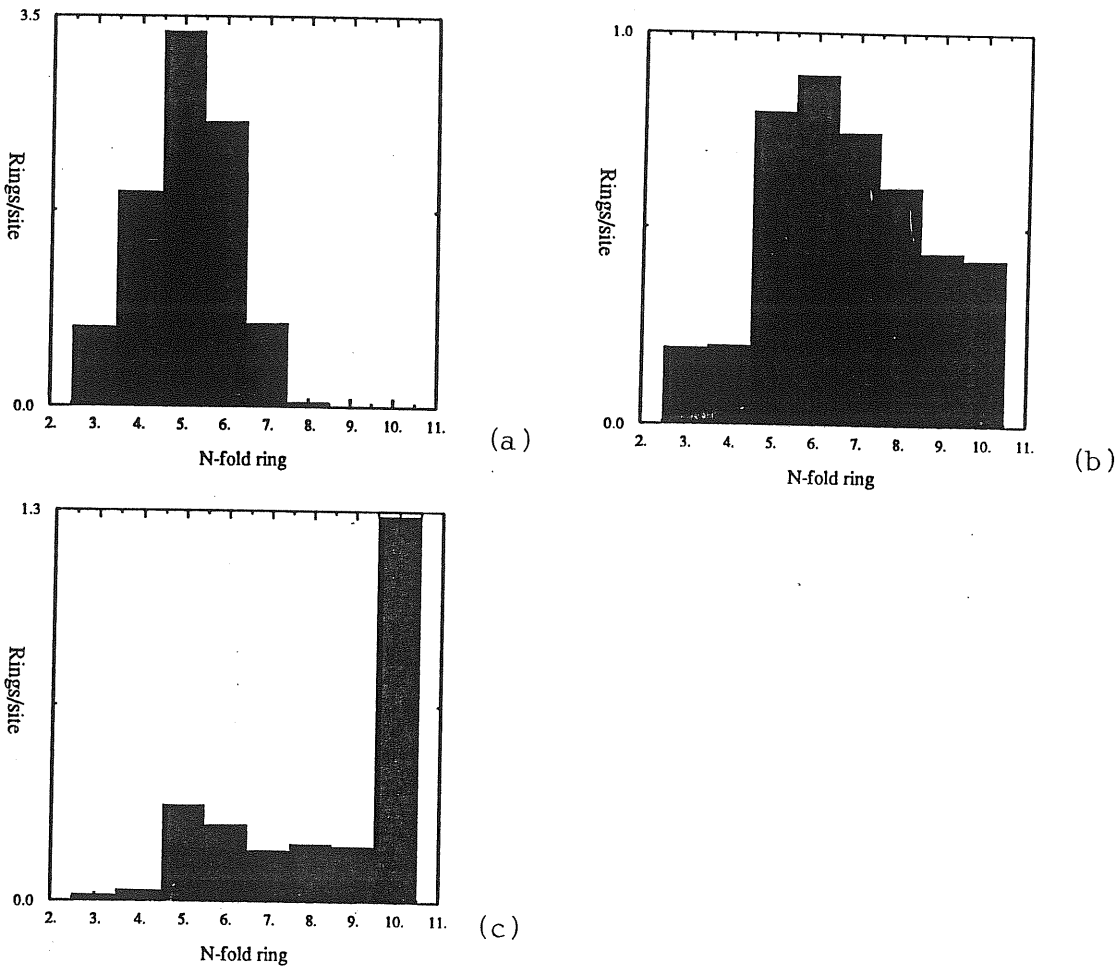 3.5
Rings/site
0.0
2. 3. 4. 5. 6. 7. 8. 9. 10. 11.
N-fold ring
(a)
1.0
Rings/site
0.0
2. 3. 4. 5. 6. 7. 8. 9. 10. 11.
N-fold ring
(b)
1.3
Rings/site
0.0
2. 3. 4. 5. 6. 7. 8. 9. 10. 11.
N-fold ring
(c)